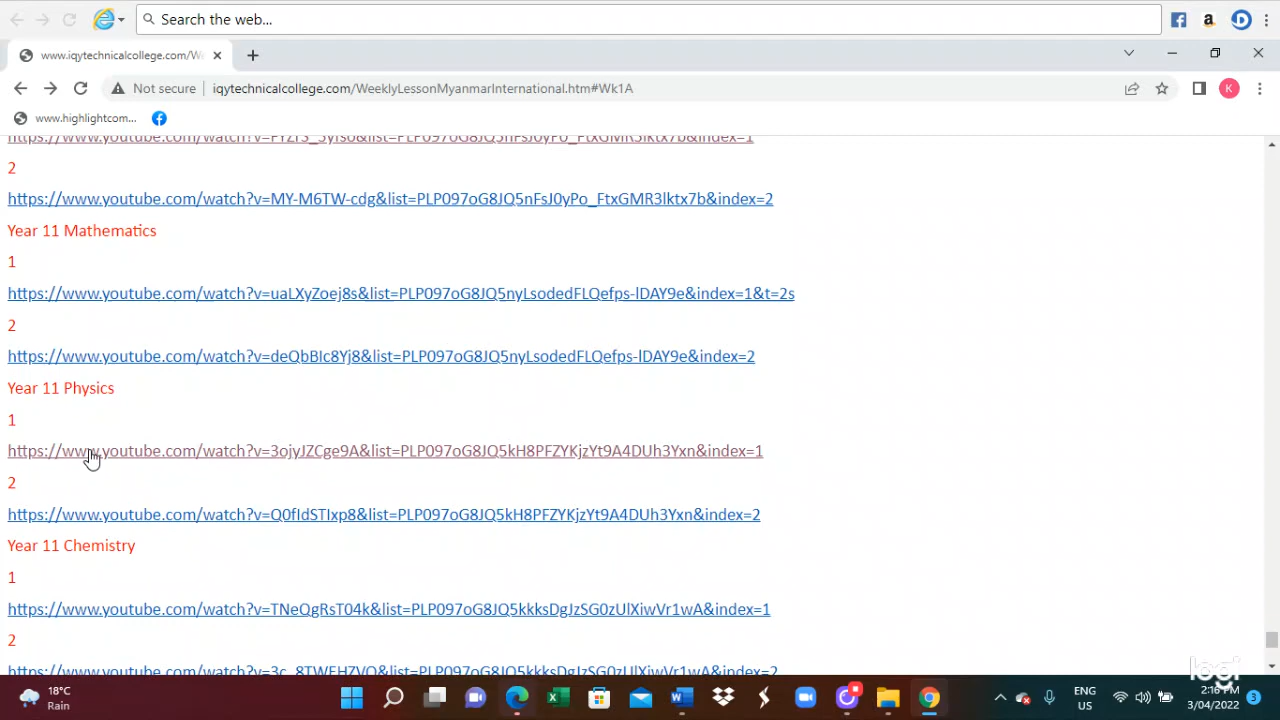 Search the web...
www.iqytechnicalcollege.com/W
Not secure
iqytechnicalcollege.com/WeeklyLessonMyanmarInternational.htm#Wk1A
K
www.highlightcom...
2
https://www.youtube.com/watch?v=MY-M6TW-cdg&list=PLP097oG8JQ5nFsJ0yPo_FtxGMR3lktx7b&index=2
Year 11 Mathematics
1
https://www.youtube.com/watch?v=uaLXyZoej8s&list=PLP097oG8JQ5nyLsodedFLQefps-lDAY9e&index=1&t=2s
2
https://www.youtube.com/watch?v=deQbBIc8Yj8&list=PLP097oG8JQ5nyLsodedFLQefps-lDAY9e&index=2
Year 11 Physics
1
https://www.youtube.com/watch?v=3ojyJZCge9A&list=PLP097oG8JQ5kH8PFZYKjzYt9A4DUh3Yxn&index=1
2
https://www.youtube.com/watch?v=Q0fIdSTIxp8&list=PLP097oG8JQ5kH8PFZYKjzYt9A4DUh3Yxn&index=2
Year 11 Chemistry
1
https://www.youtube.com/watch?v=TNeQgRsT04k&list=PLP097oG8JQ5kkksDgJzSG0zUlXiwVr1wA&index=1
2
logi
18°C
Rain
ENG
US
2:16 PM
3/04/2022
3